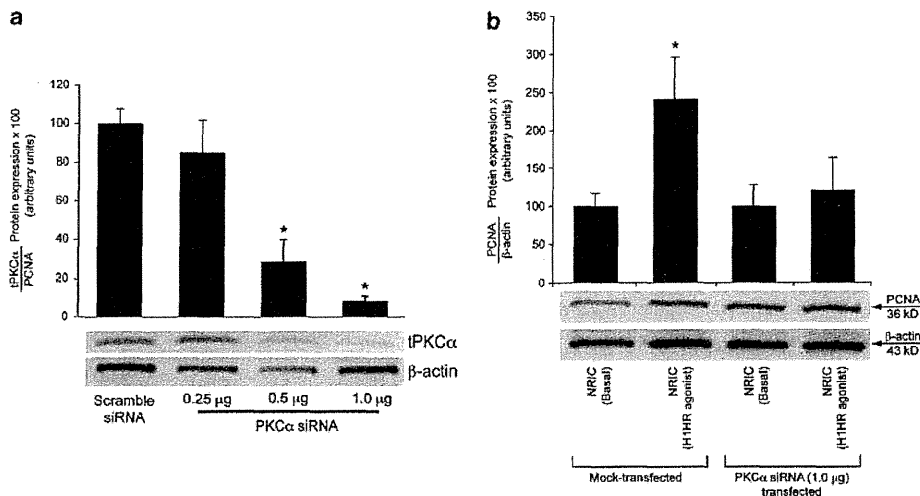 a
tPKCα
PCNA
Protein expression x 100
(arbitrary units)
120
100
80
60
40
20
0
*
*
tPKCα
β-actin
Scramble
siRNA
0.25 µg
0.5 µg
1.0 µg
PKCα siRNA
b
PCNA
β-actin
Protein expression x 100
(arbitrary units)
350
300
250
200
150
100
50
0
*
PCNA
36 kD
β-actin
43 kD
NRIC
(Basal)
NRIC
(H1HR agonist)
NRIC
(Basal)
NRIC
(H1HR agonist)
Mock-transfected
PKCα siRNA (1.0 µg)
transfected